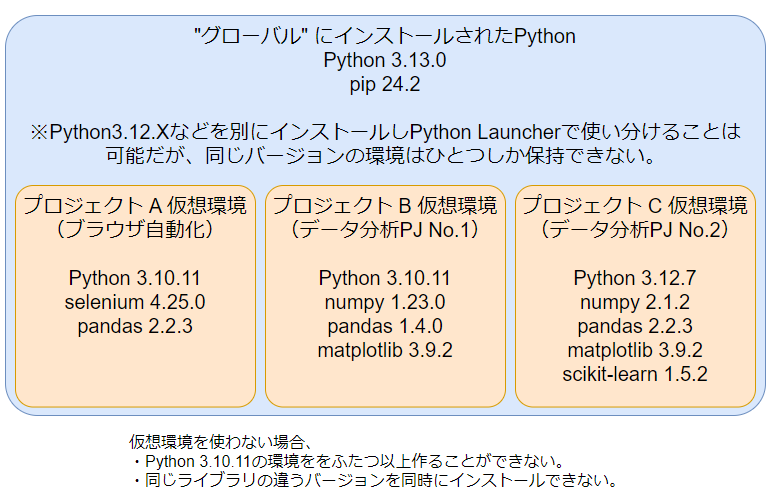 "グローバル" にインストールされたPython
Python 3.13.0
pip 24.2
※Python3.12.Xなどを別にインストールしPython Launcherで使い分けることは
可能だが、同じバージョンの環境はひとつしか保持できない。
プロジェクト A 仮想環境
（ブラウザ自動化）
Python 3.10.11
selenium 4.25.0
pandas 2.2.3
プロジェクト B 仮想環境
（データ分析PJ No.1）
Python 3.10.11
numpy 1.23.0
pandas 1.4.0
matplotlib 3.9.2
プロジェクト C 仮想環境
（データ分析PJ No.2）
Python 3.12.7
numpy 2.1.2
pandas 2.2.3
matplotlib 3.9.2
scikit-learn 1.5.2
仮想環境を使わない場合、
・Python 3.10.11の環境ををふたつ以上作ることができない。
・同じライブラリの違うバージョンを同時にインストールできない。